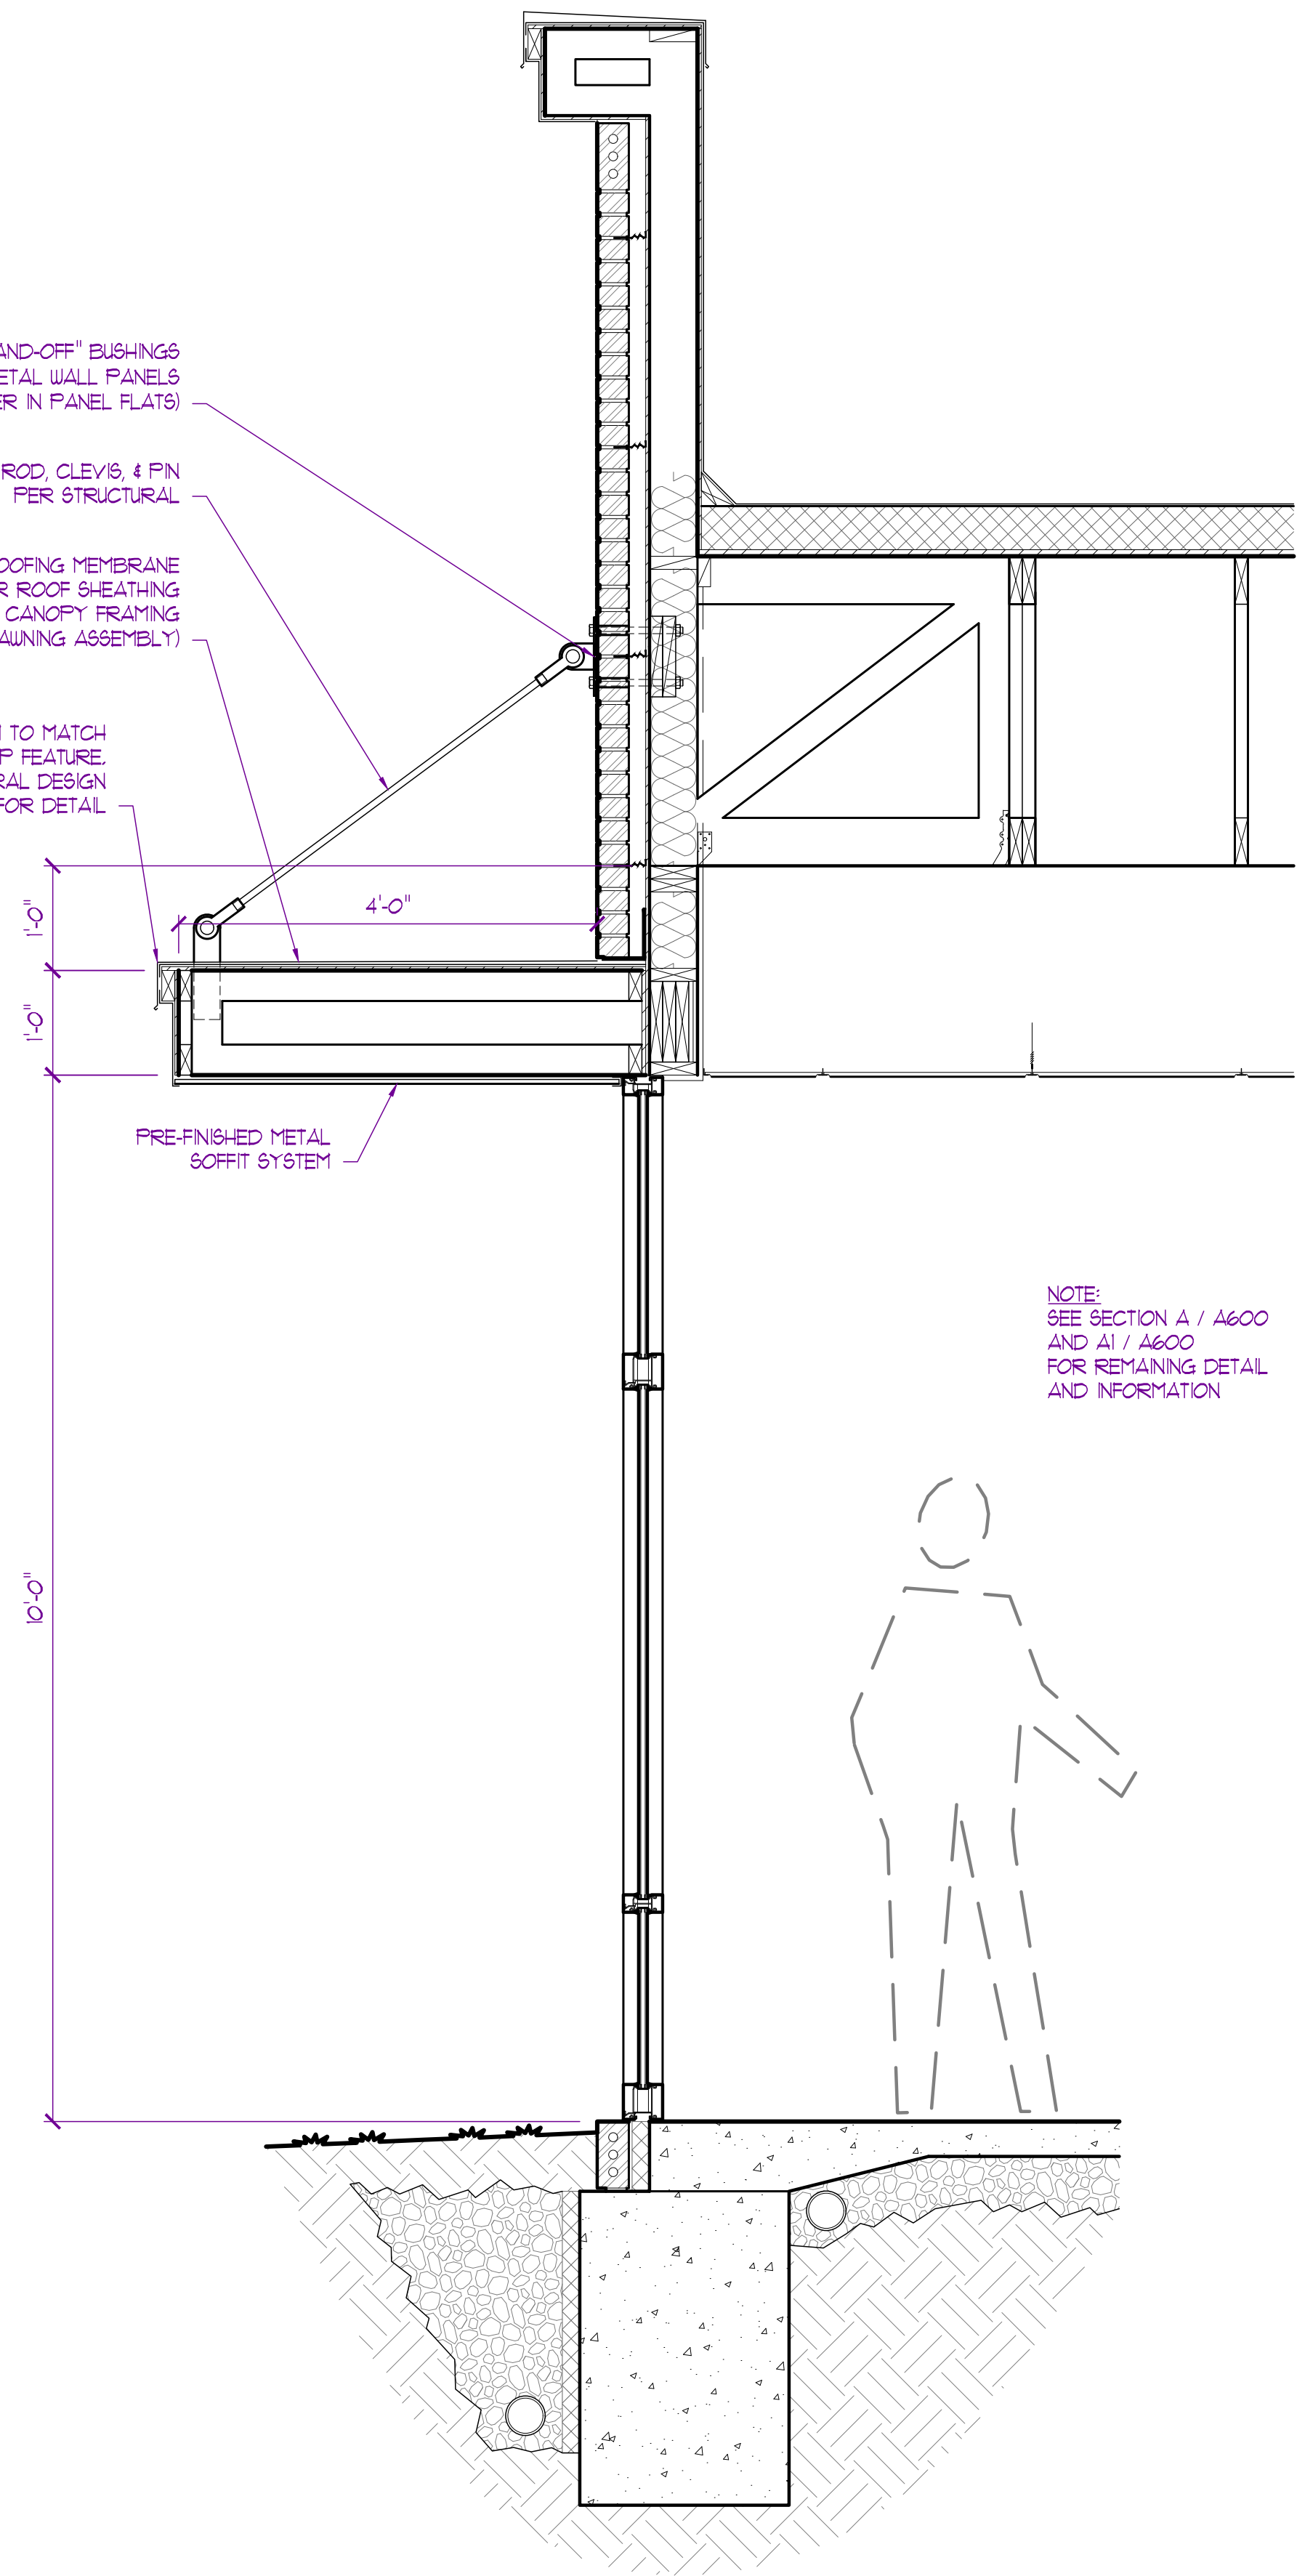 AND-OFF" BUSHINGS
ETAL WALL PANELS
ER IN PANEL FLATS)
ROD, CLEVIS, & PIN
PER STRUCTURAL
OOFING MEMBRANE
R ROOF SHEATHING
CANOPY FRAMING
AWNING ASSEMBLY)
TO MATCH
P FEATURE.
RAL DESIGN
FOR DETAIL
1'-0"
4'-0"
1'-0"
PRE-FINISHED METAL
SOFFIT SYSTEM
NOTE:
SEE SECTION A / A600
AND A1 / A600
FOR REMAINING DETAIL
AND INFORMATION
10'-0"